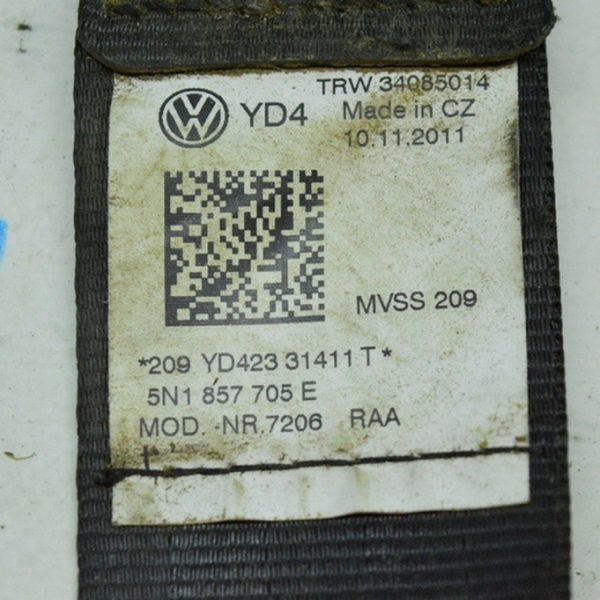 TRW 34085014
YD4 Made in CZ
10.11.2011
MVSS 209
*209 YD423 31411 T*
5N1 857 705 E
MOD. -NR.7206 RAA